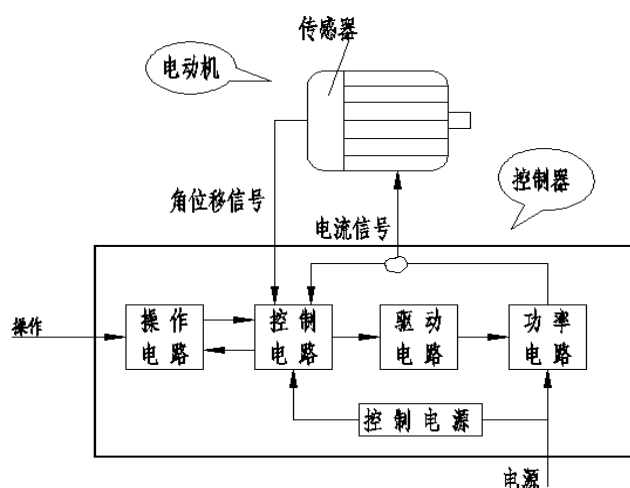 传感器
电动机
控制器
角位移信号
电流信号
操作
操作
电路
控制
电路
驱动
电路
功率
电路
控制电源
电源